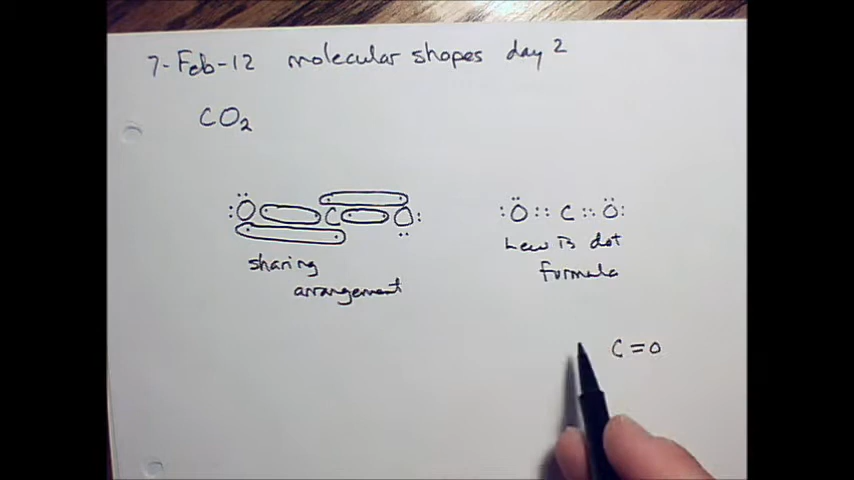 7-Feb-12 molecular shapes day 2
CO2
:Ö C O:
:Ö :: C :: Ö:
sharing
arrangement
Lewis dot
formula
C=O